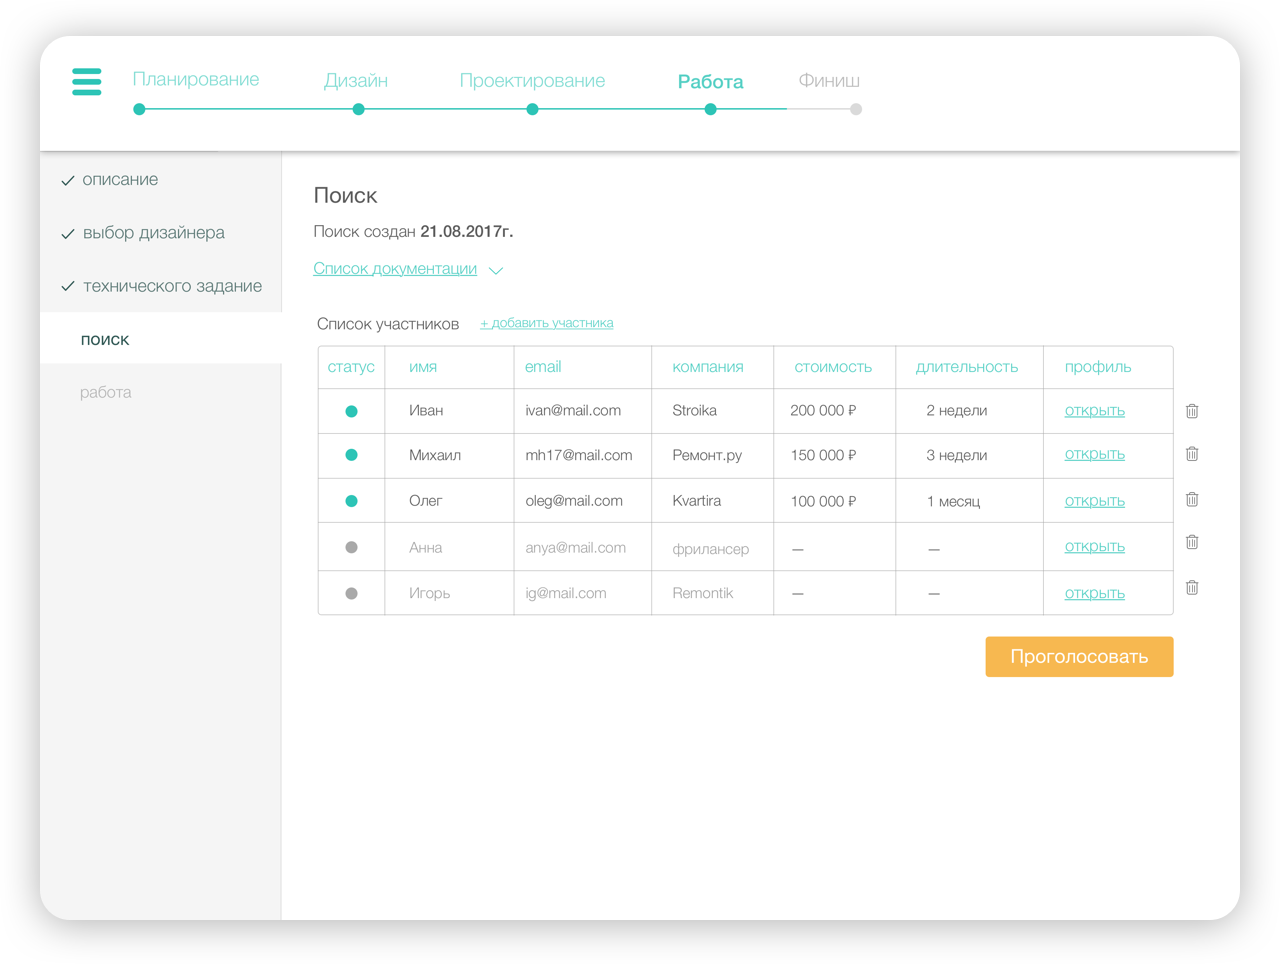 Планирование Дизайн Проектирование Работа Финиш
описание
выбор дизайнера
технического задание
поиск
работа
Поиск
Поиск создан 21.08.2017г.
Список документации
Список участников + добавить участника
статус имя email компания стоимость длительность профиль
Иван ivan@mail.com Stroika 200 000 ₽ 2 недели открыть
Михаил mh17@mail.com Ремонт.ру 150 000 ₽ 3 недели открыть
Олег oleg@mail.com Kvartira 100 000 ₽ 1 месяц открыть
Анна anya@mail.com фрилансер — — открыть
Игорь ig@mail.com Remontik — — открыть
Проголосовать